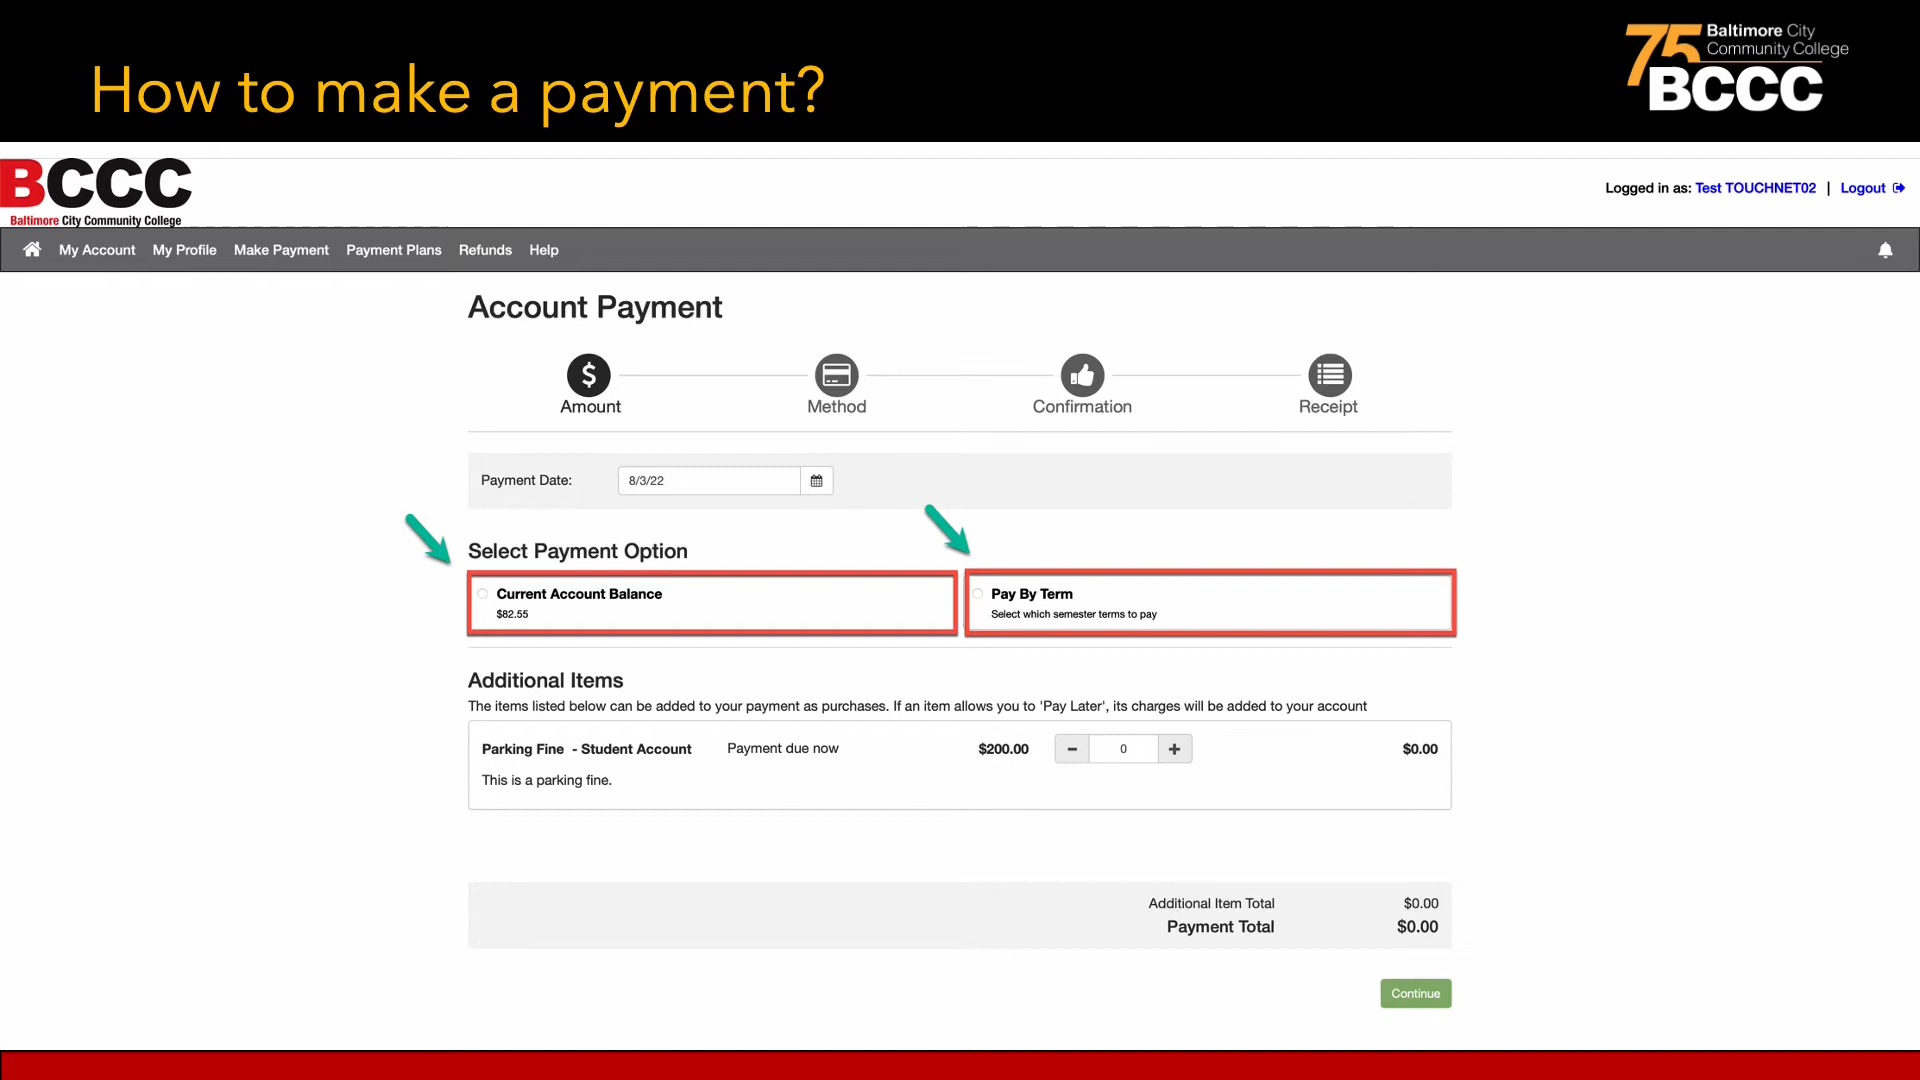 How to make a payment?
75 Baltimore City
Community College
BCCC
BCCC
Baltimore City Community College
Logged in as: Test TOUCHNET02 | Logout
My Account My Profile Make Payment Payment Plans Refunds Help
Account Payment
$
Amount Method Confirmation Receipt
Payment Date: 8/3/22
Select Payment Option
Current Account Balance
$82.55
Pay By Term
Select which semester terms to pay
Additional Items
The items listed below can be added to your payment as purchases. If an item allows you to 'Pay Later', its charges will be added to your account
Parking Fine - Student Account Payment due now $200.00 - 0 + $0.00
This is a parking fine.
Additional Item Total $0.00
Payment Total $0.00
Continue